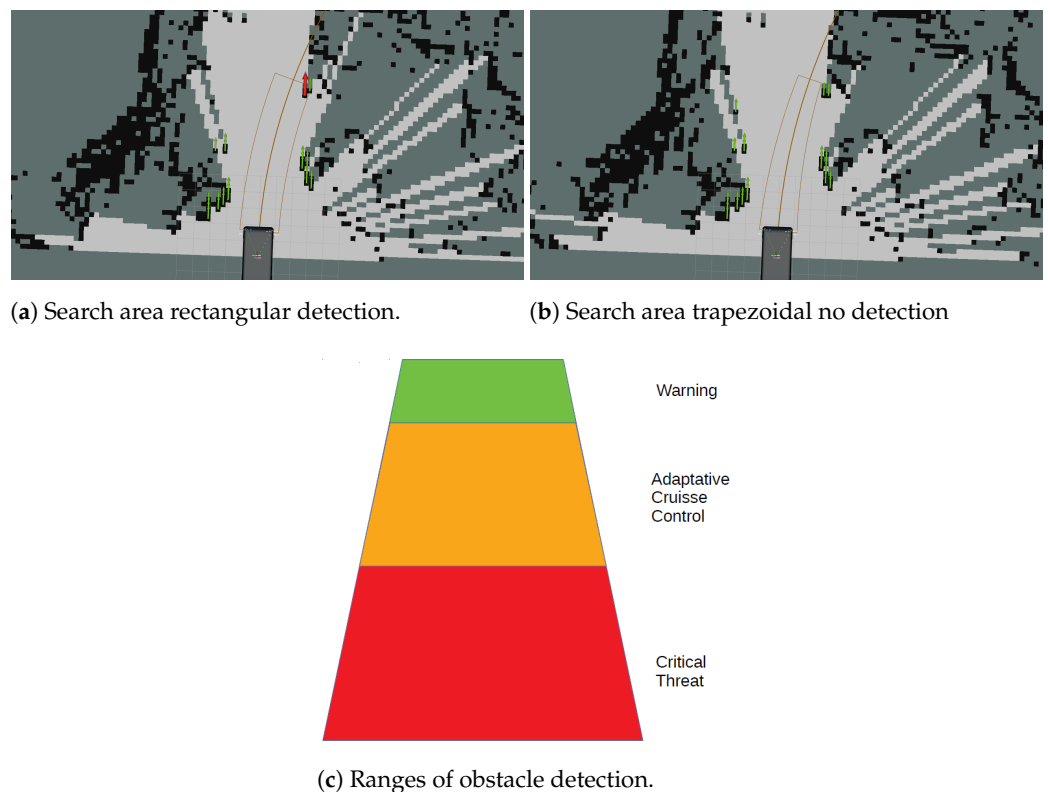 (a) Search area rectangular detection.
(b) Search area trapezoidal no detection
Warning
Adaptative
Cruisse
Control
Critical
Threat
(c) Ranges of obstacle detection.